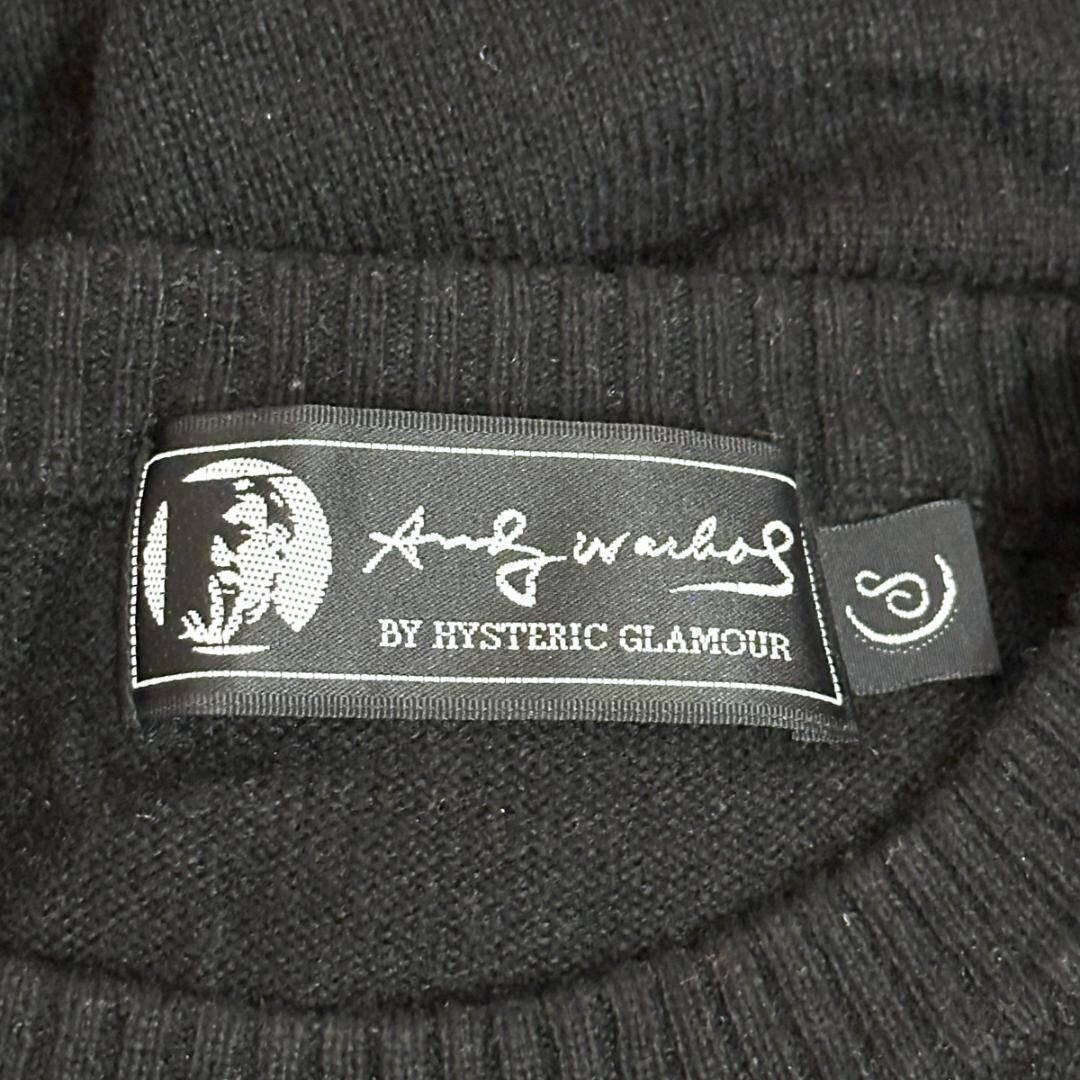 Andy Warhol
BY HYSTERIC GLAMOUR
S